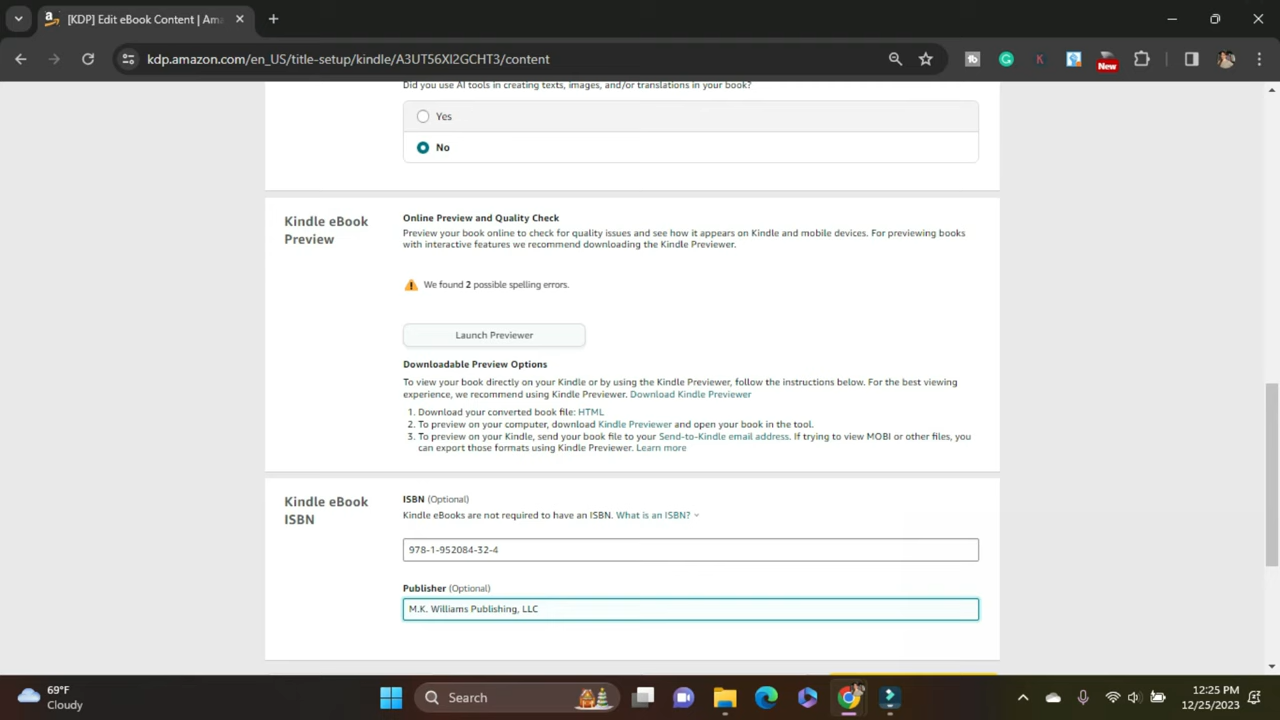 [KDP] Edit eBook Content | Ama
kdp.amazon.com/en_US/title-setup/kindle/A3UT56XI2GCHT3/content
New
Did you use AI tools in creating texts, images, and/or translations in your book?
Yes
No
Kindle eBook
Preview
Online Preview and Quality Check
Preview your book online to check for quality issues and see how it appears on Kindle and mobile devices. For previewing books
with interactive features we recommend downloading the Kindle Previewer.
We found 2 possible spelling errors.
Launch Previewer
Downloadable Preview Options
To view your book directly on your Kindle or by using the Kindle Previewer, follow the instructions below. For the best viewing
experience, we recommend using Kindle Previewer. Download Kindle Previewer
1. Download your converted book file: HTML
2. To preview on your computer, download Kindle Previewer and open your book in the tool.
3. To preview on your Kindle, send your book file to your Send-to-Kindle email address. If trying to view MOBI or other files, you
can export those formats using Kindle Previewer. Learn more
Kindle eBook
ISBN
ISBN (Optional)
Kindle eBooks are not required to have an ISBN. What is an ISBN?
978-1-952084-32-4
Publisher (Optional)
M.K. Williams Publishing, LLC
69°F
Cloudy
Search
12:25 PM
12/25/2023